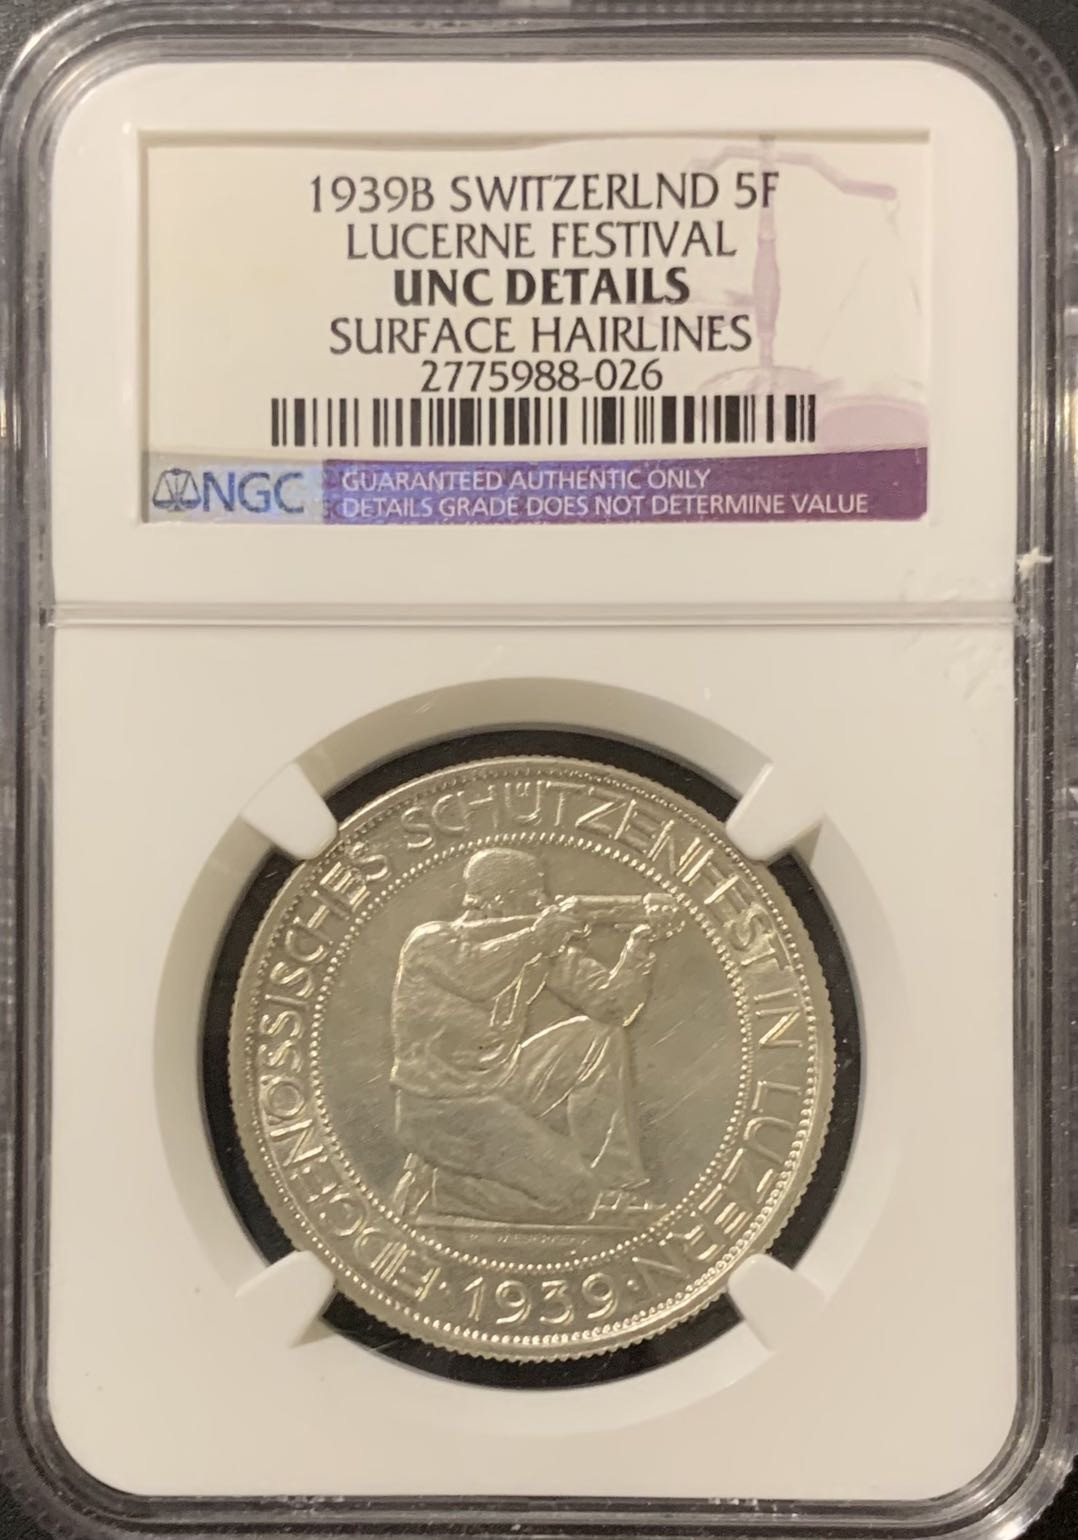 1939B SWITZERLND 5F
LUCERNE FESTIVAL
UNC DETAILS
SURFACE HAIRLINES
2775988-026
NGC
GUARANTEED AUTHENTIC ONLY
DETAILS GRADE DOES NOT DETERMINE VALUE
EIDGENÖSSISCHES SCHÜTZENFEST IN LUZERN
·1939·